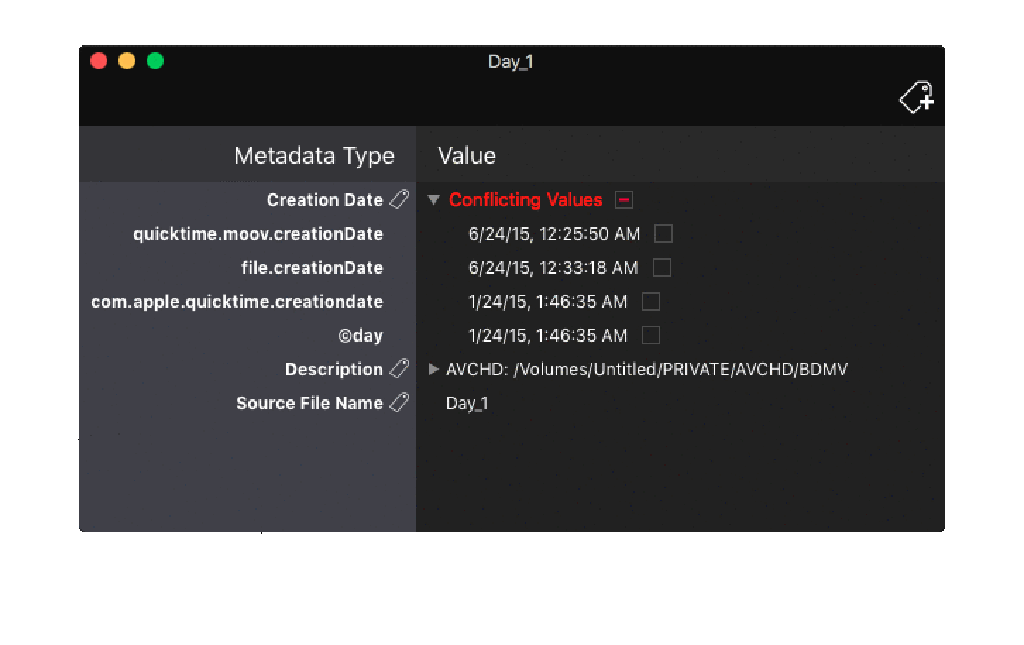 Day_1
Metadata Type Value
Creation Date Conflicting Values
quicktime.moov.creationDate 6/24/15, 12:25:50 AM
file.creationDate 6/24/15, 12:33:18 AM
com.apple.quicktime.creationdate 1/24/15, 1:46:35 AM
©day 1/24/15, 1:46:35 AM
Description AVCHD: /Volumes/Untitled/PRIVATE/AVCHD/BDMV
Source File Name Day_1